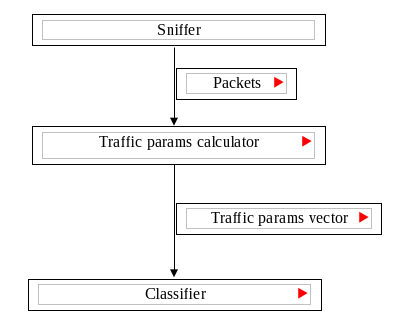 Sniffer
Packets
Traffic params calculator
Traffic params vector
Classifier